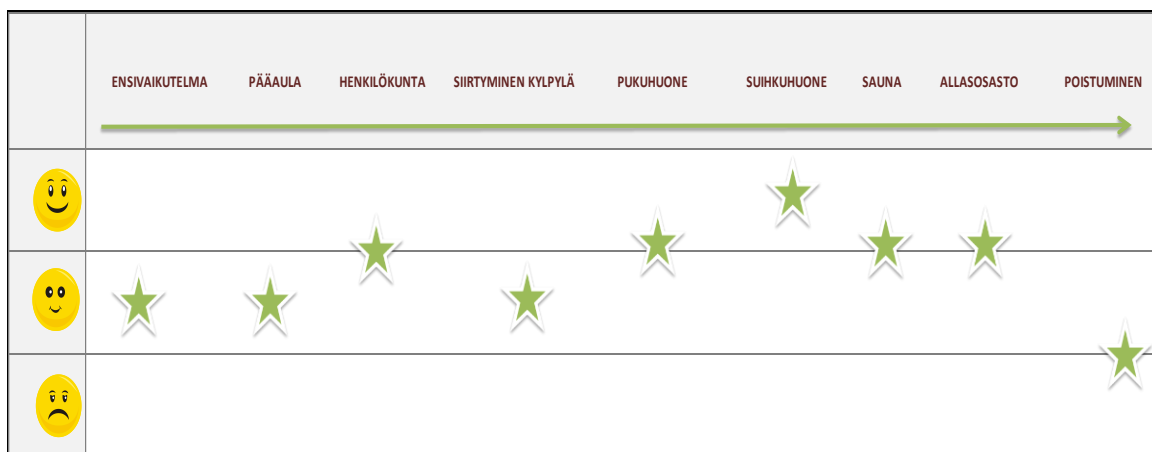 ENSIVAIKUTELMA PÄÄAULA HENKILÖKUNTA SIIRTYMINEN KYLPYLÄ PUKUHUONE SUIHKUHUONE SAUNA ALLASOSASTO POISTUMINEN